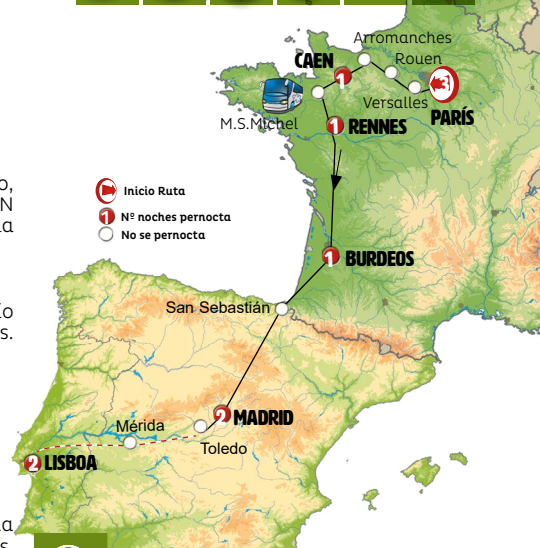 Arromanches
CAEN
Rouen
1
3
Versalles
PARÍS
M.S.Michel
1
RENNES
o,
N
a
Inicio Ruta
1 Nº noches pernocta
No se pernocta
1
BURDEOS
San Sebastián
ío
s.
2
MADRID
Mérida
Toledo
2
LISBOA
a
s.